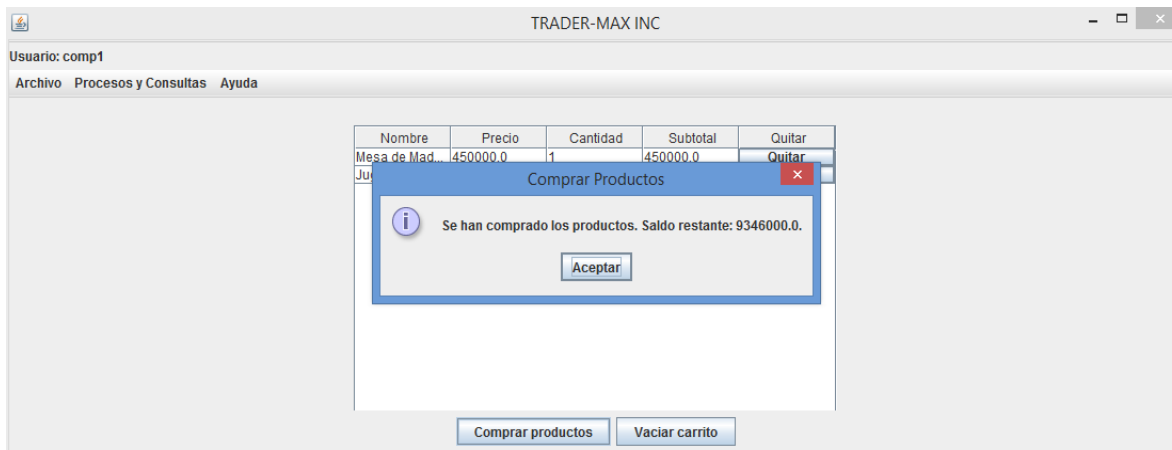 TRADER-MAX INC
Usuario: comp1
Archivo Procesos y Consultas Ayuda
Nombre Precio Cantidad Subtotal Quitar
Mesa de Mad... 450000.0 1 450000.0 Quitar
Comprar Productos
Se han comprado los productos. Saldo restante: 9346000.0.
Aceptar
Comprar productos Vaciar carrito